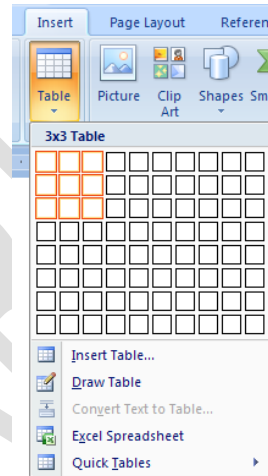 Insert Page Layout Referen
Table Picture Clip Art Shapes Sm
3x3 Table
Insert Table...
Draw Table
Convert Text to Table...
Excel Spreadsheet
Quick Tables